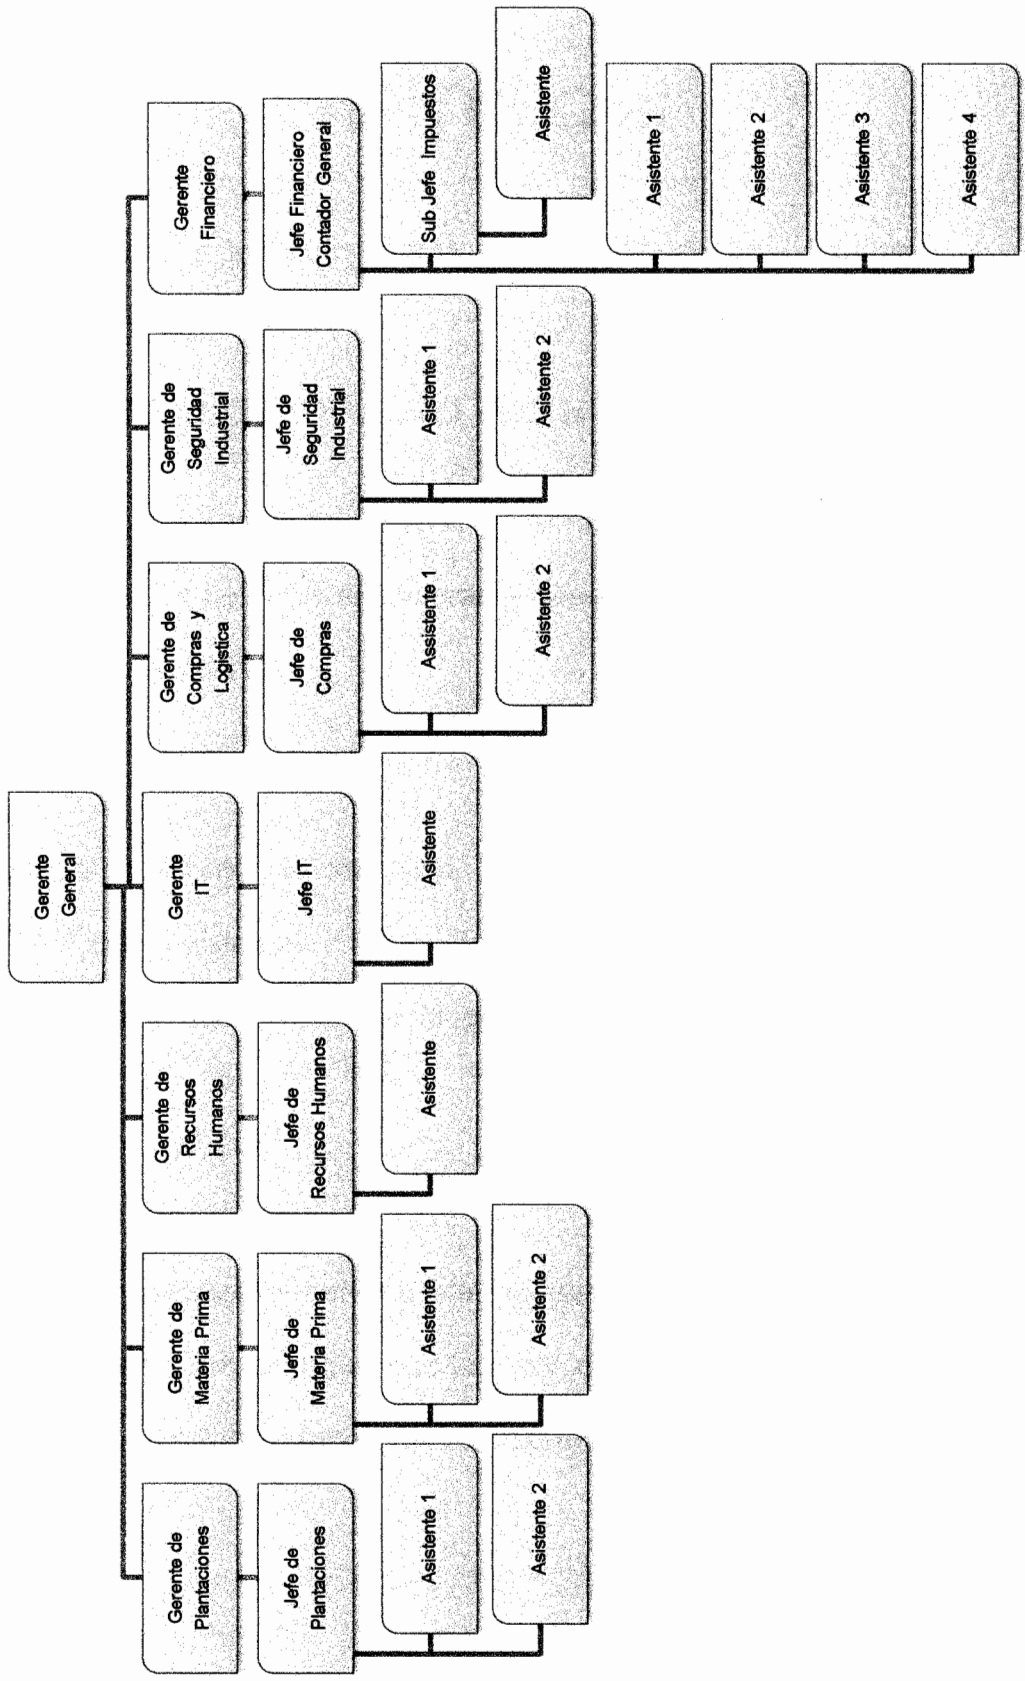 Gerente
General
Gerente de
Plantaciones
Gerente de
Materia Prima
Gerente de
Recursos
Humanos
Gerente
IT
Gerente de
Compras y
Logistica
Gerente de
Seguridad
Industrial
Gerente
Financiero
Jefe de
Plantaciones
Jefe de
Materia Prima
Jefe de
Recursos Humanos
Jefe IT
Jefe de
Compras
Jefe de
Seguridad
Industrial
Jefe Financiero
Contador General
Asistente 1
Asistente 1
Asistente
Asistente
Assistente 1
Asistente 1
Sub Jefe Impuestos
Asistente 2
Asistente 2
Asistente 2
Asistente 2
Asistente
Asistente 1
Asistente 2
Asistente 3
Asistente 4